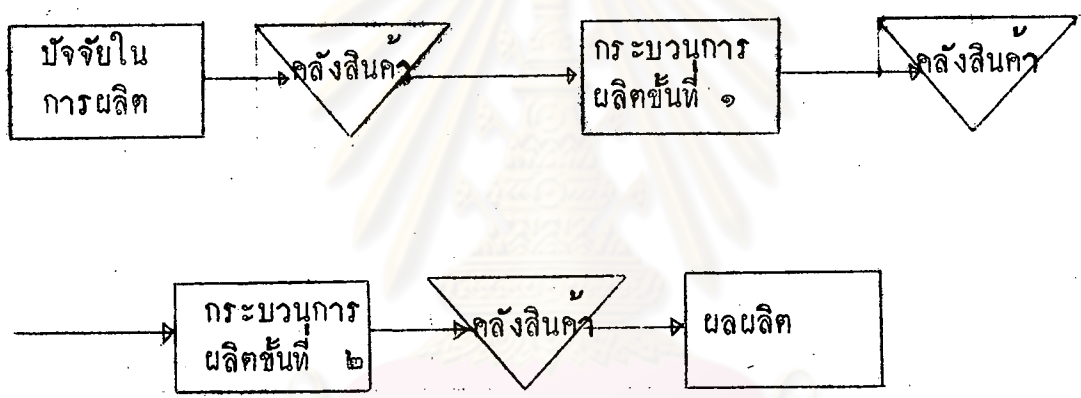 ปัจจัยใน
การผลิต
คลังสินค้า
กระบวนการ
ผลิตขั้นที่ ๑
คลังสินค้า
กระบวนการ
ผลิตขั้นที่ ๒
คลังสินค้า
ผลผลิต